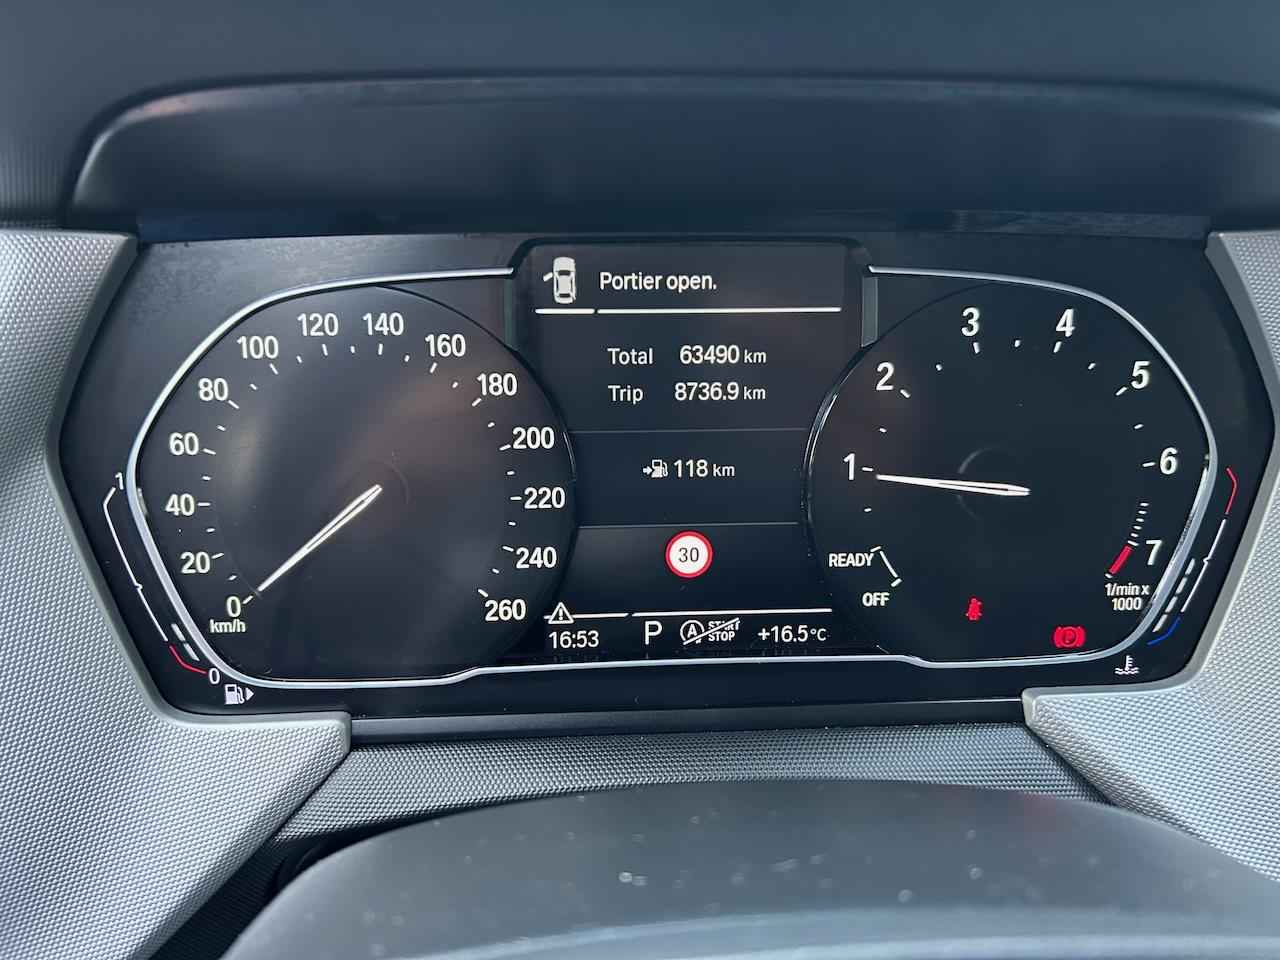 Portier open.
Total 63490 km
Trip 8736.9 km
118 km
30
16:53 P A START STOP +16.5°C
0
20
40
60
80
100
120
140
160
180
200
220
240
260
km/h
1
0
READY
OFF
1
2
3
4
5
6
7
1/min x
1000
P